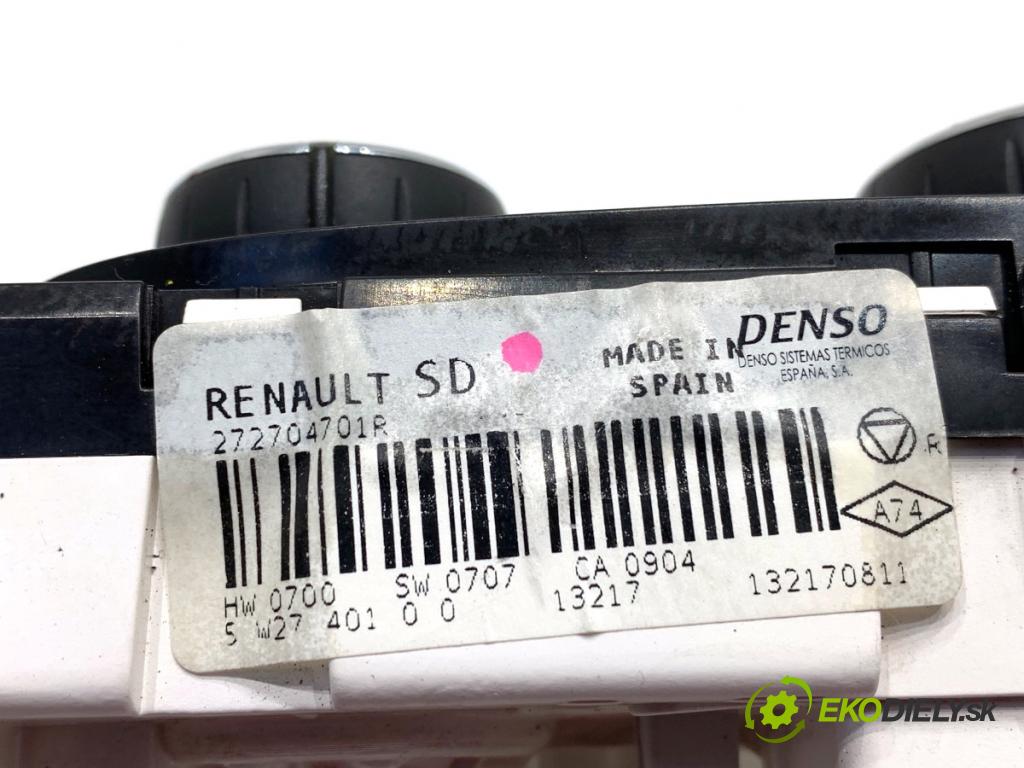 DENSO
DENSO SISTEMAS TERMICOS
ESPAÑA, S.A.
MADE IN
SPAIN
RENAULT SD
272704701R
.R
A74
HW 0700 SW 0707 CA 0904
5 W27 401 0 0 13217 132170811
EKODIELY.SK